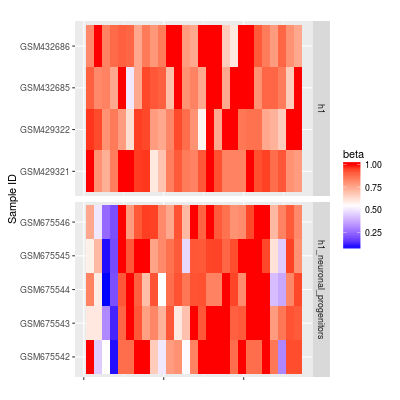 GSM432686
GSM432685
GSM429322
GSM429321
h1
GSM675546
GSM675545
GSM675544
GSM675543
GSM675542
h1_neuronal_progenitors
Sample ID
beta
1.00
0.75
0.50
0.25